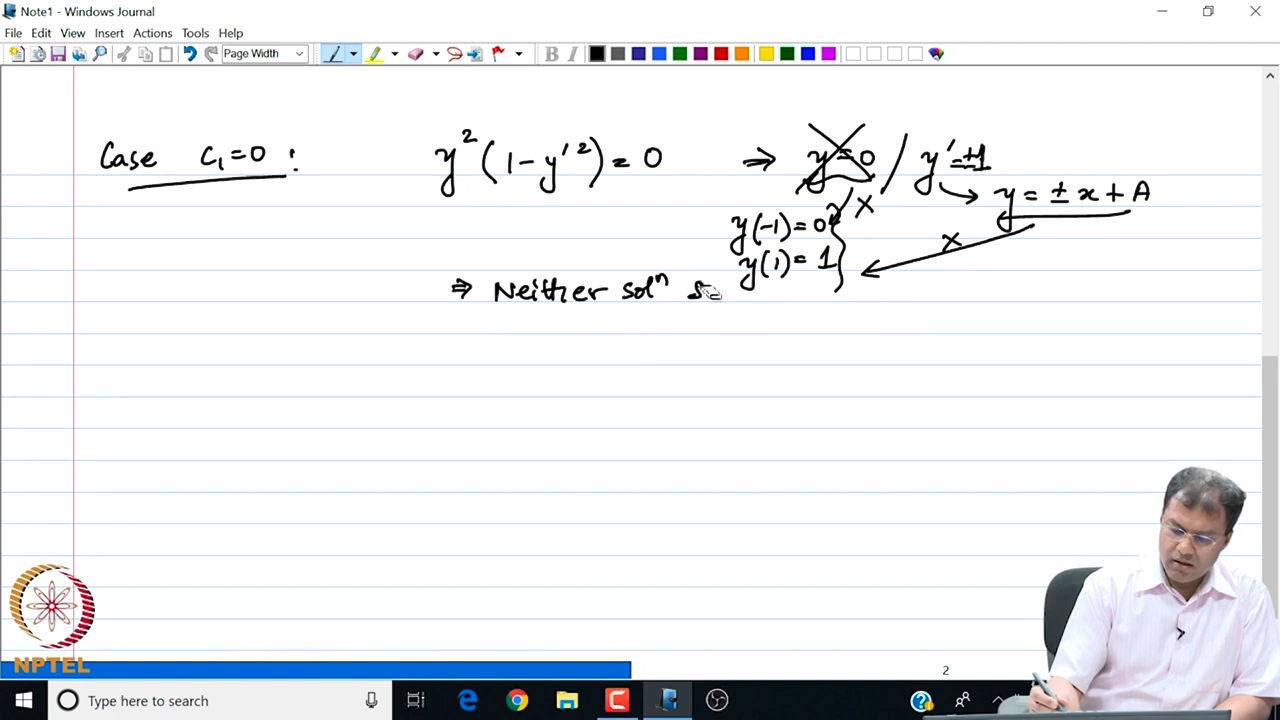 Note1 - Windows Journal
File Edit View Insert Actions Tools Help
Page Width B I
Case C₁=0 : y²(1-y'²)=0 ⇒ y=0 / y'=±1
y = ± x + A
y(-1)=0 x x
y(1)=1
⇒ Neither solⁿ s
NPTEL
2
Type here to search